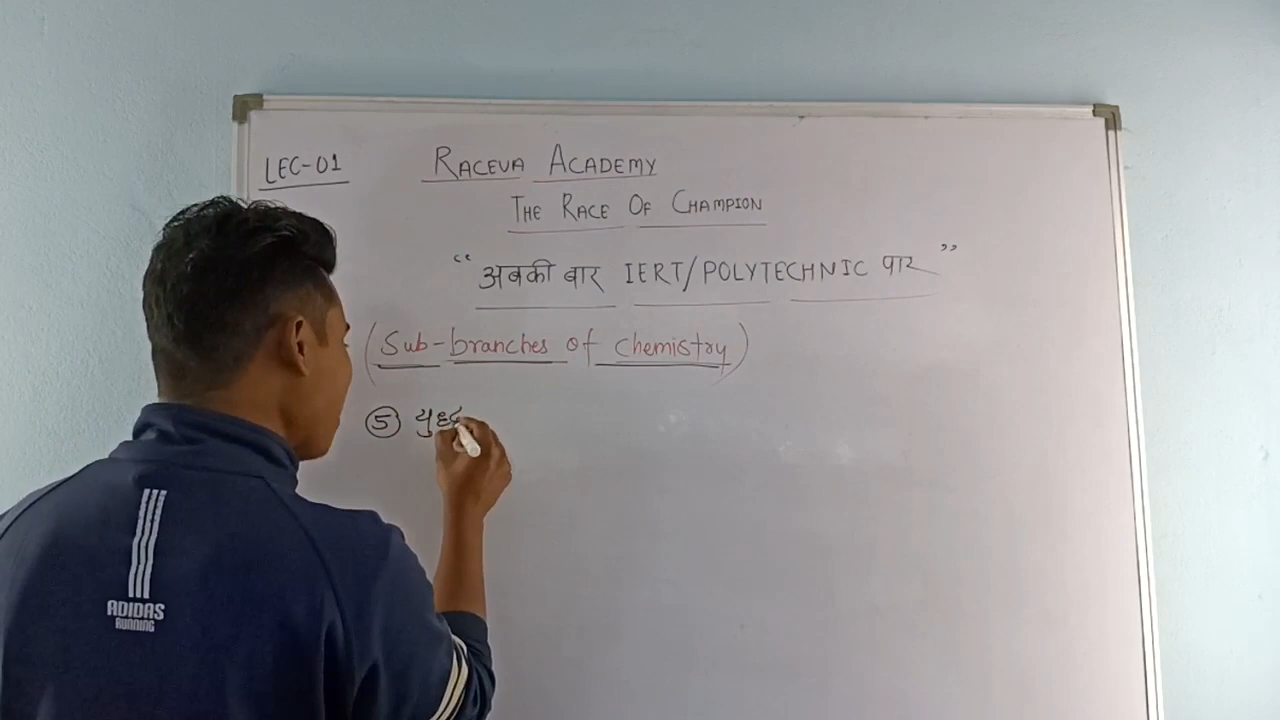 LEC-01
RACEVA ACADEMY
THE RACE OF CHAMPION
“अबकी बार IERT/POLYTECHNIC पार”
(Sub-branches of chemistry)
⑤
ADIDAS
RUNNING